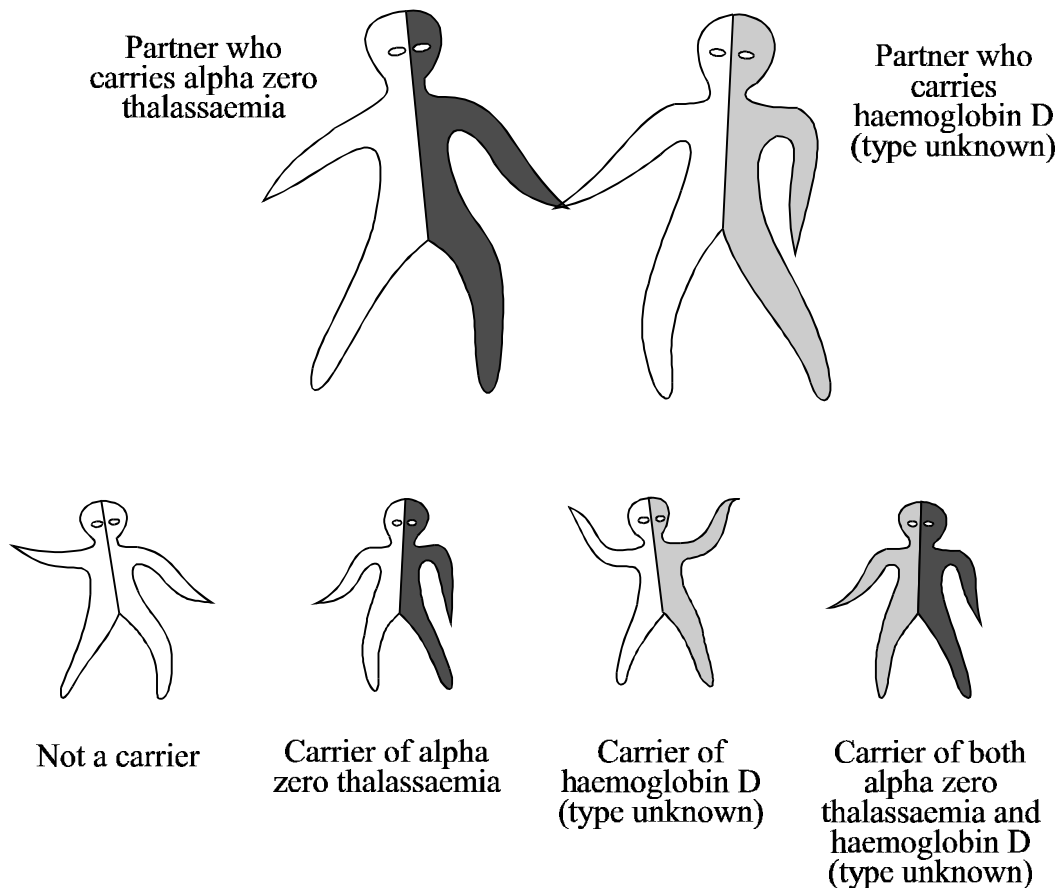 Partner who
carries alpha zero
thalassaemia
Partner who
carries
haemoglobin D
(type unknown)
Not a carrier
Carrier of alpha
zero thalassaemia
Carrier of
haemoglobin D
(type unknown)
Carrier of both
alpha zero
thalassaemia and
haemoglobin D
(type unknown)